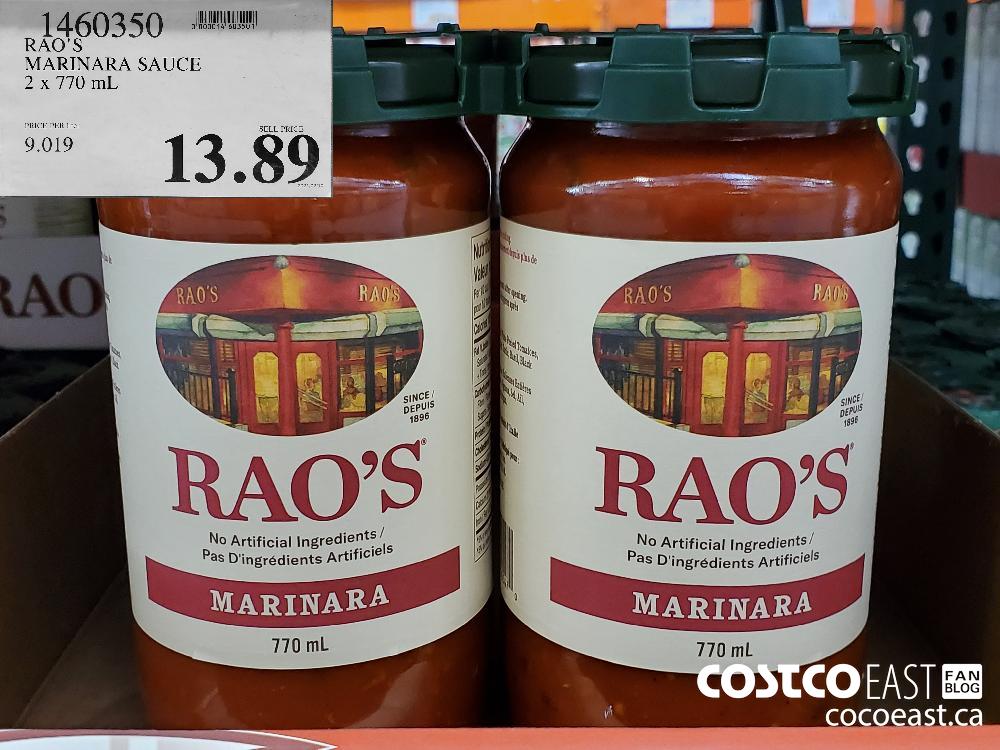 1460350
RAO'S
MARINARA SAUCE
2 x 770 mL
9.019
SELL PRICE
13.89
RAO
RAO'S RAO'S
SINCE /
DEPUIS
1896
RAO'S
No Artificial Ingredients /
Pas D'ingrédients Artificiels
MARINARA
770 mL
RAO'S RAO'S
SINCE /
DEPUIS
1896
RAO'S
No Artificial Ingredients /
Pas D'ingrédients Artificiels
MARINARA
770 mL
COSTCO EAST FAN BLOG
cocoeast.ca